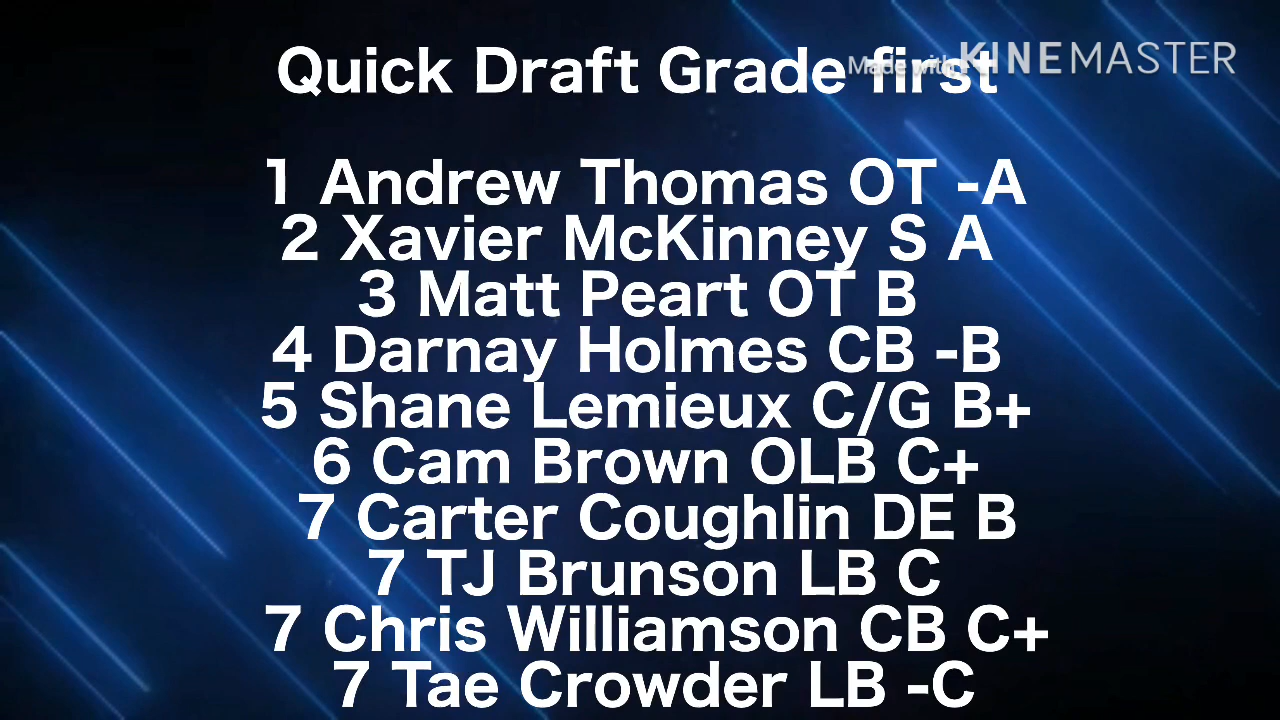 Quick Draft Grade first
Made with KINEMASTER
1 Andrew Thomas OT -A
2 Xavier McKinney S A
3 Matt Peart OT B
4 Darnay Holmes CB -B
5 Shane Lemieux C/G B+
6 Cam Brown OLB C+
7 Carter Coughlin DE B
7 TJ Brunson LB C
7 Chris Williamson CB C+
7 Tae Crowder LB -C